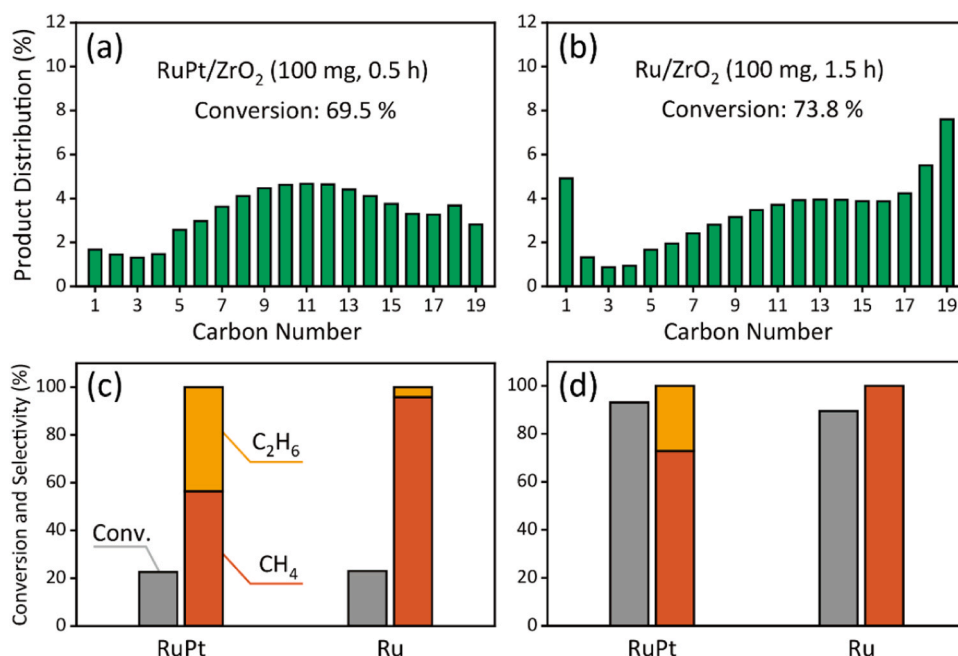 (a)
RuPt/ZrO₂ (100 mg, 0.5 h)
Conversion: 69.5 %
Product Distribution (%)
12
10
8
6
4
2
0
1 3 5 7 9 11 13 15 17 19
Carbon Number
(b)
Ru/ZrO₂ (100 mg, 1.5 h)
Conversion: 73.8 %
12
10
8
6
4
2
0
1 3 5 7 9 11 13 15 17 19
Carbon Number
(c)
Conversion and Selectivity (%)
100
80
60
40
20
0
C₂H₆
Conv.
CH₄
RuPt Ru
(d)
100
80
60
40
20
0
RuPt Ru